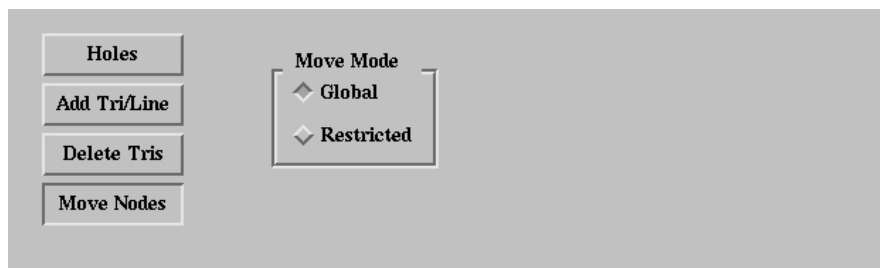 Holes
Add Tri/Line
Delete Tris
Move Nodes
Move Mode
Global
Restricted